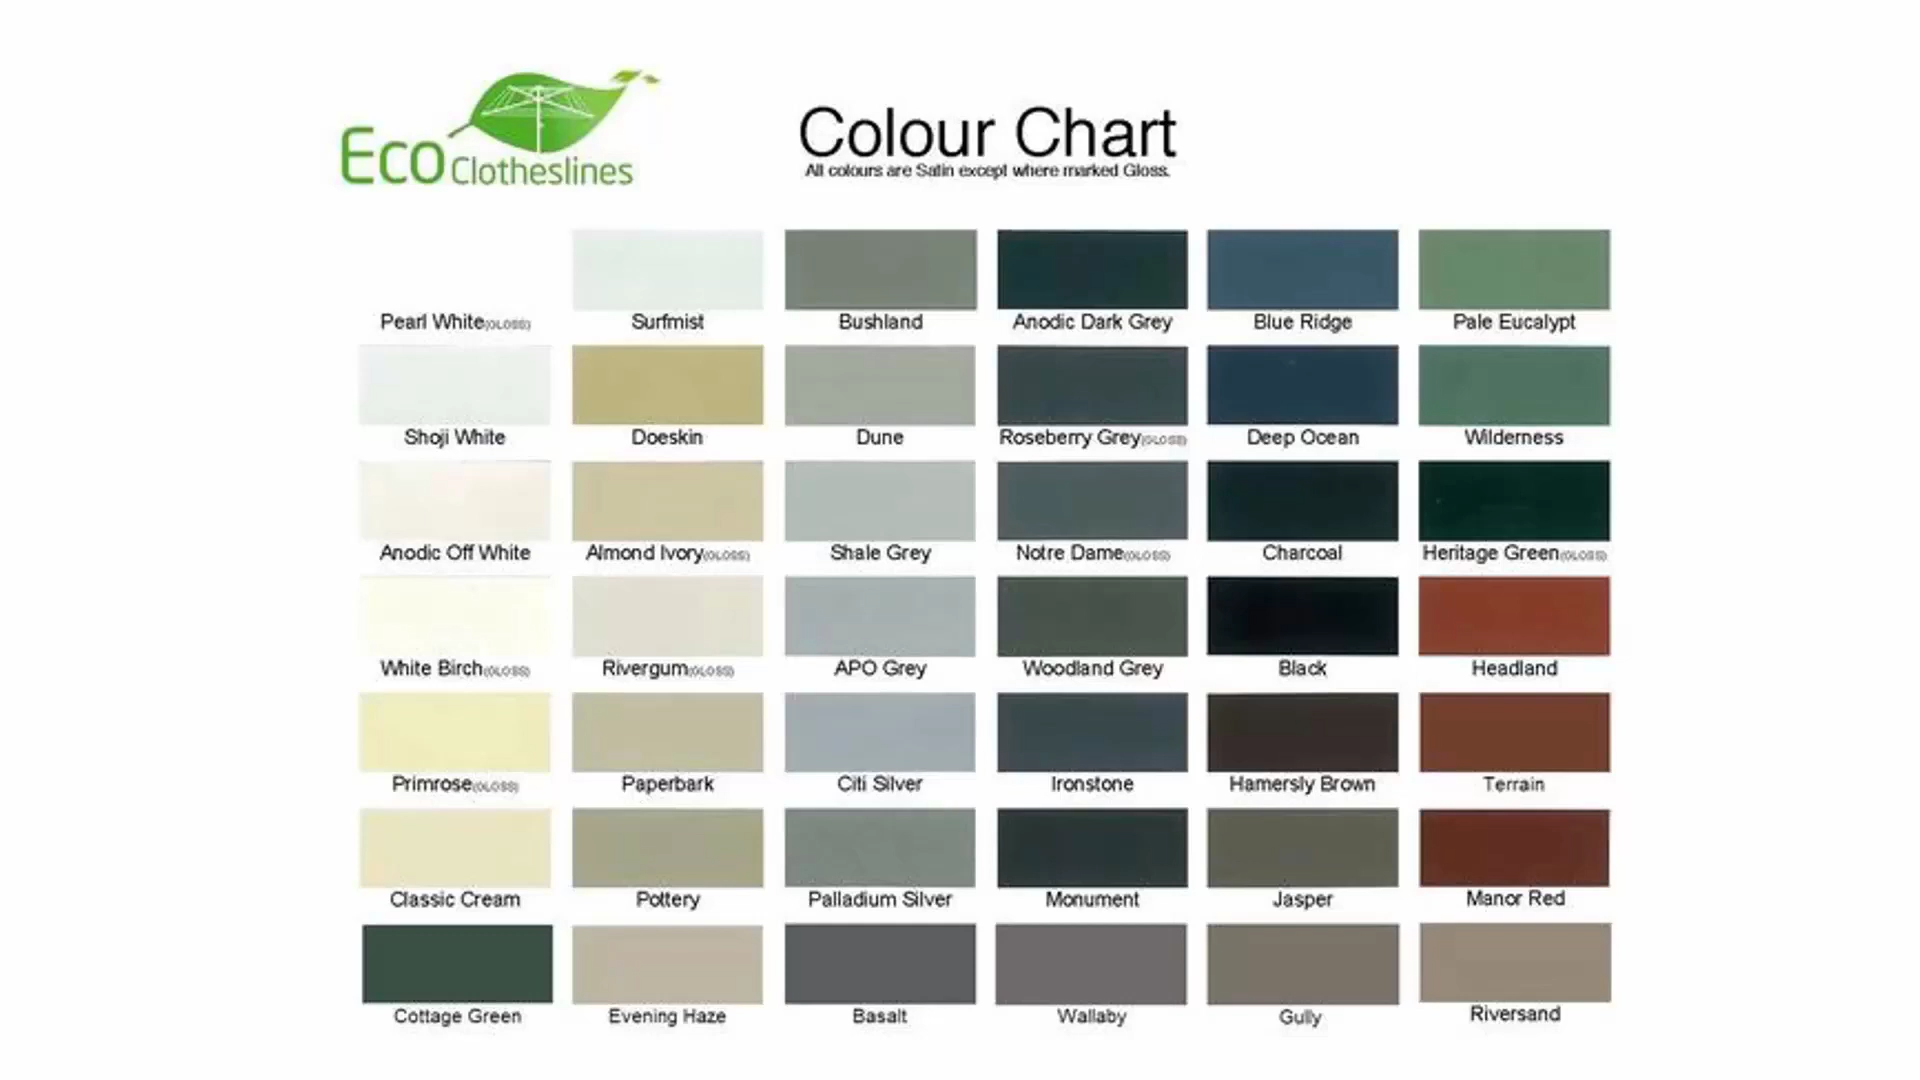 Eco Clotheslines
Colour Chart
All colours are Satin except where marked Gloss.
Pearl White(GLOSS) Surfmist Bushland Anodic Dark Grey Blue Ridge Pale Eucalypt
Shoji White Doeskin Dune Roseberry Grey(GLOSS) Deep Ocean Wilderness
Anodic Off White Almond Ivory(GLOSS) Shale Grey Notre Dame(GLOSS) Charcoal Heritage Green(GLOSS)
White Birch(GLOSS) Rivergum(GLOSS) APO Grey Woodland Grey Black Headland
Primrose(GLOSS) Paperbark Citi Silver Ironstone Hamersly Brown Terrain
Classic Cream Pottery Palladium Silver Monument Jasper Manor Red
Cottage Green Evening Haze Basalt Wallaby Gully Riversand